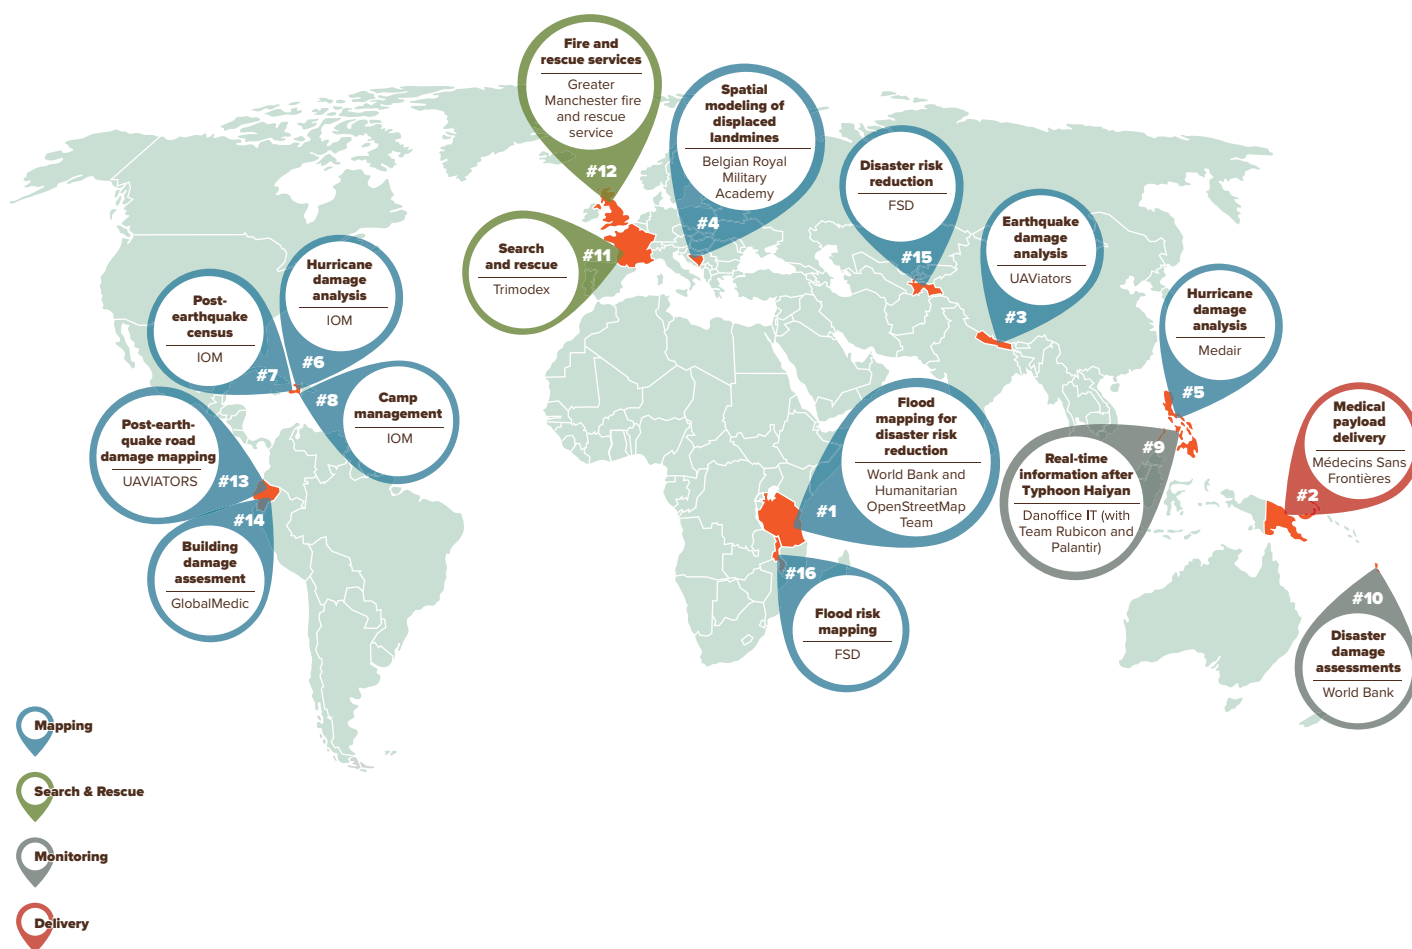 Fire and
rescue services
Greater
Manchester fire
and rescue
service
#12
Spatial
modeling of
displaced
landmines
Belgian Royal
Military
Academy
#4
Disaster risk
reduction
FSD
#15
Earthquake
damage
analysis
UAViators
#3
Search
and rescue
Trimodex
#11
Hurricane
damage
analysis
IOM
#6
Post-
earthquake
census
IOM
#7
Hurricane
damage
analysis
Medair
#5
Camp
management
IOM
#8
Post-earth-
quake road
damage mapping
UAVIATORS
#13
Flood
mapping for
disaster risk
reduction
World Bank and
Humanitarian
OpenStreetMap
Team
#1
Real-time
information after
Typhoon Haiyan
Danoffice IT (with
Team Rubicon and
Palantir)
#9
Medical
payload
delivery
Médecins Sans
Frontières
#2
#14
Building
damage
assesment
GlobalMedic
#16
Flood risk
mapping
FSD
#10
Disaster
damage
assessments
World Bank
Mapping
Search & Rescue
Monitoring
Delivery